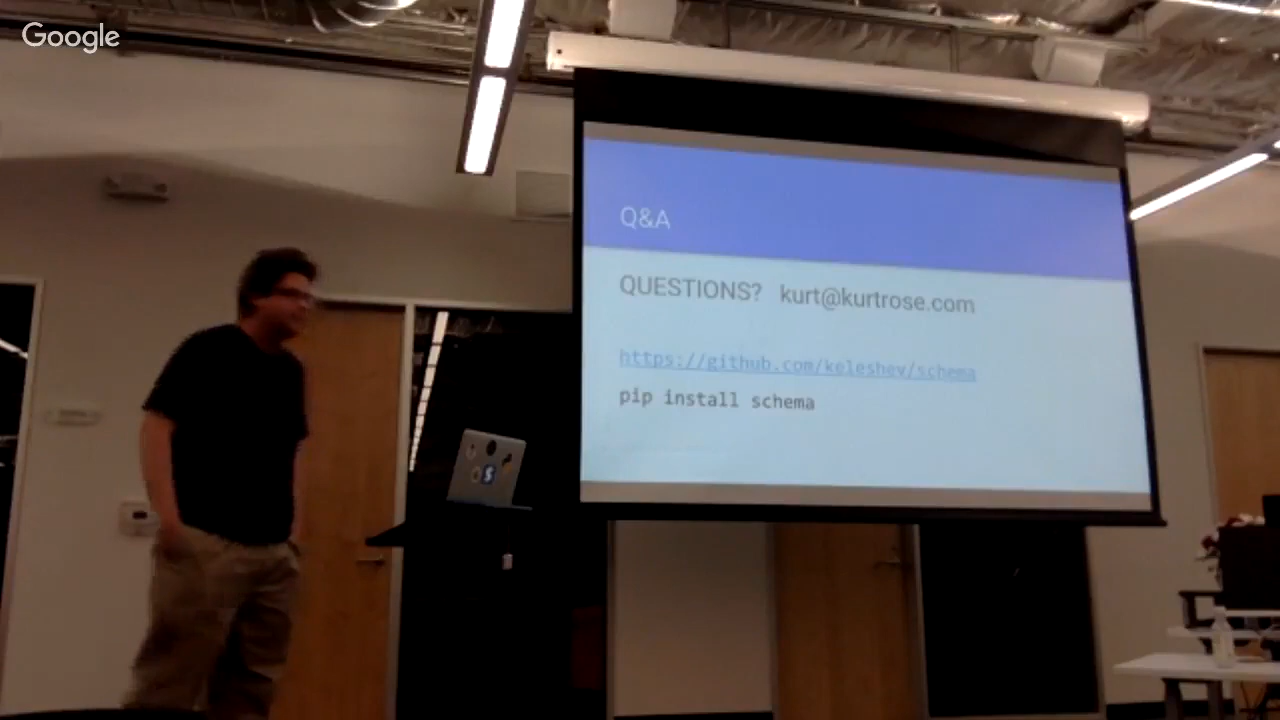 Google
Q&A
QUESTIONS? kurt@kurtrose.com
https://github.com/keleshev/schema
pip install schema